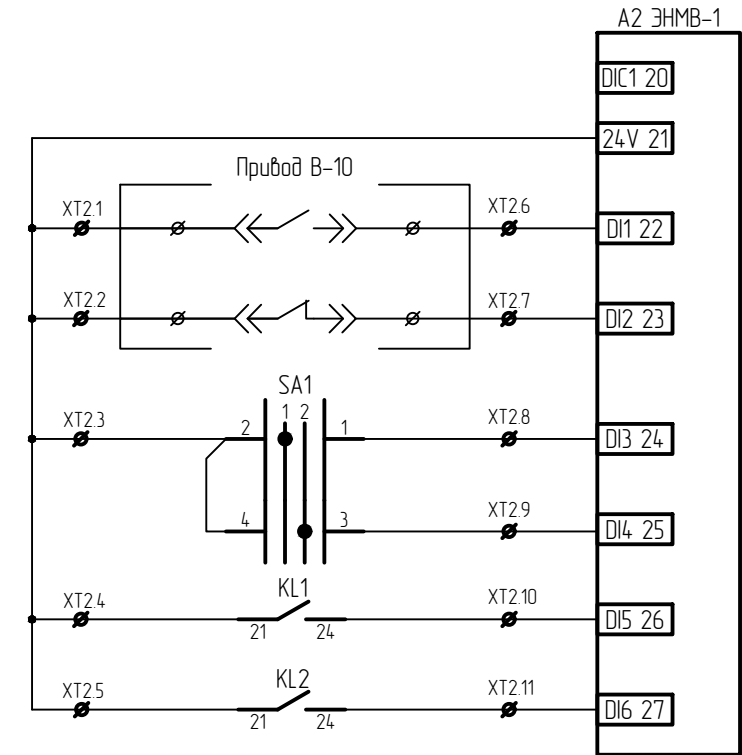 А2 ЭНМВ-1
DIC1 20
24V 21
Привод В-10
XT2.1
XT2.6
DI1 22
XT2.2
XT2.7
DI2 23
SA1
XT2.3
2
1 2
1
XT2.8
DI3 24
4
3
XT2.9
DI4 25
KL1
XT2.4
21
24
XT2.10
DI5 26
KL2
XT2.5
21
24
XT2.11
DI6 27